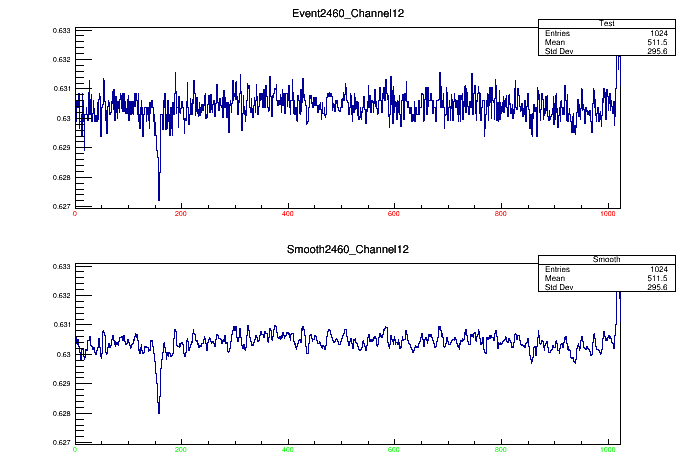 Event2460_Channel12
Test
Entries 1024
Mean 511.5
Std Dev 295.6
0.633
0.632
0.631
0.63
0.629
0.628
0.627
0 200 400 600 800 1000
Smooth2460_Channel12
Smooth
Entries 1024
Mean 511.5
Std Dev 295.6
0.633
0.632
0.631
0.63
0.629
0.628
0.627
0 200 400 600 800 1000